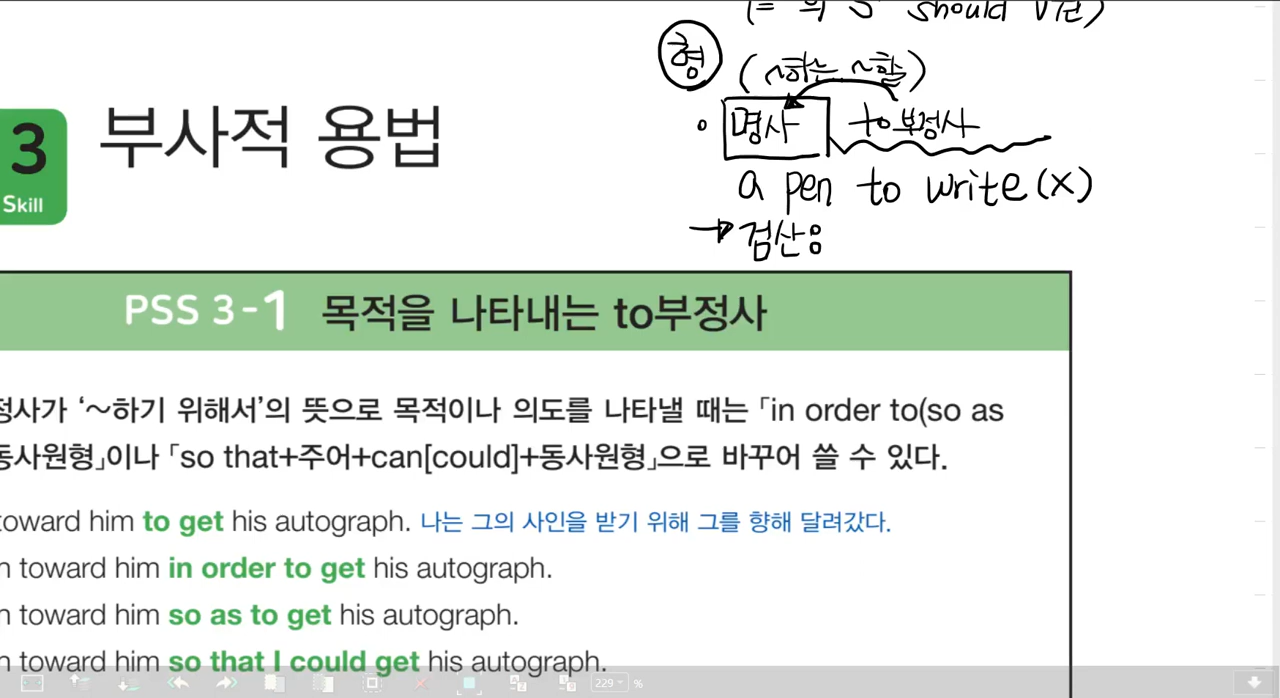 (= 의 S' should V원)
형 (~하는 ~할)
• 명사 to부정사
a pen to write (x)
→ 검산:
3 Skill
부사적 용법
PSS 3-1 목적을 나타내는 to부정사
정사가 ‘~하기 위해서’의 뜻으로 목적이나 의도를 나타낼 때는 「in order to(so as
동사원형」이나 「so that+주어+can[could]+동사원형」으로 바꾸어 쓸 수 있다.
toward him to get his autograph. 나는 그의 사인을 받기 위해 그를 향해 달려갔다.
n toward him in order to get his autograph.
n toward him so as to get his autograph.
n toward him so that I could get his autograph.
229 %